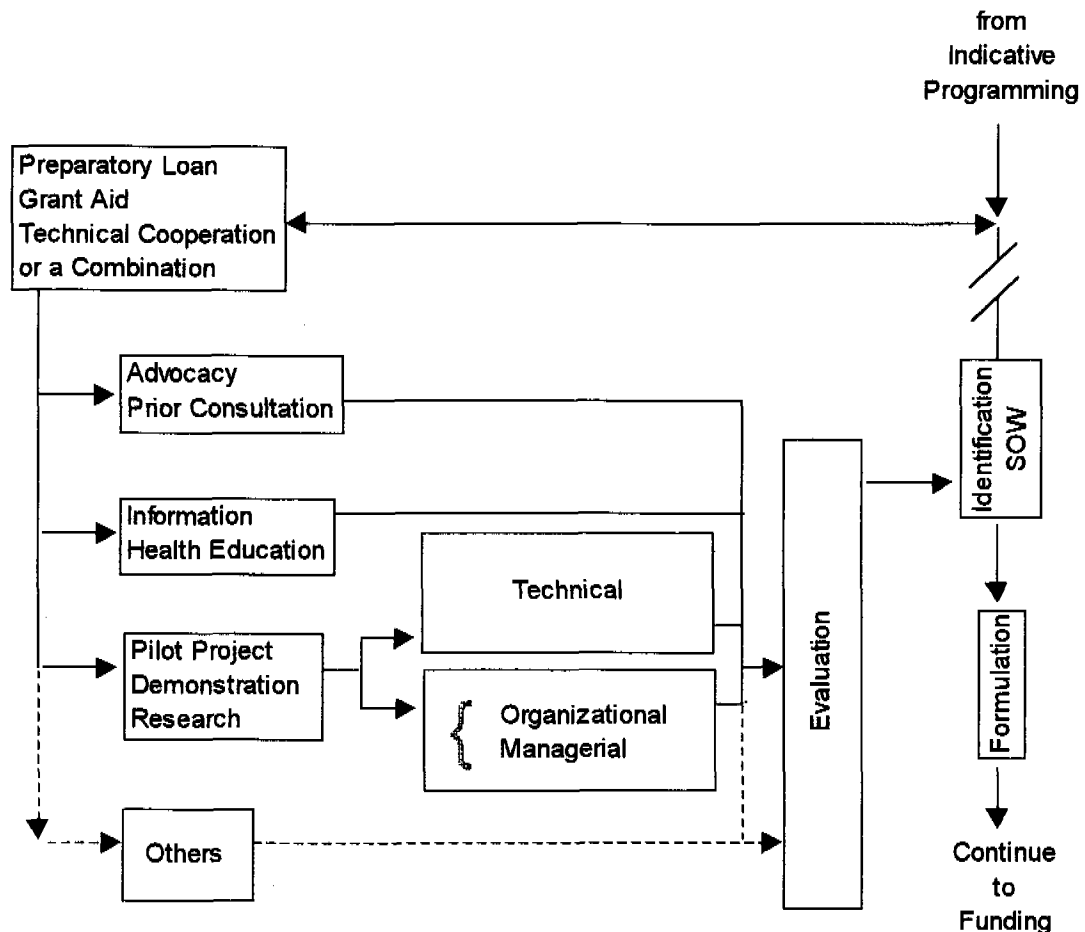 from
Indicative
Programming
Preparatory Loan
Grant Aid
Technical Cooperation
or a Combination
Advocacy
Prior Consultation
Information
Health Education
Technical
Pilot Project
Demonstration
Research
Organizational
Managerial
Others
Evaluation
Identification
SOW
Formulation
Continue
to
Funding